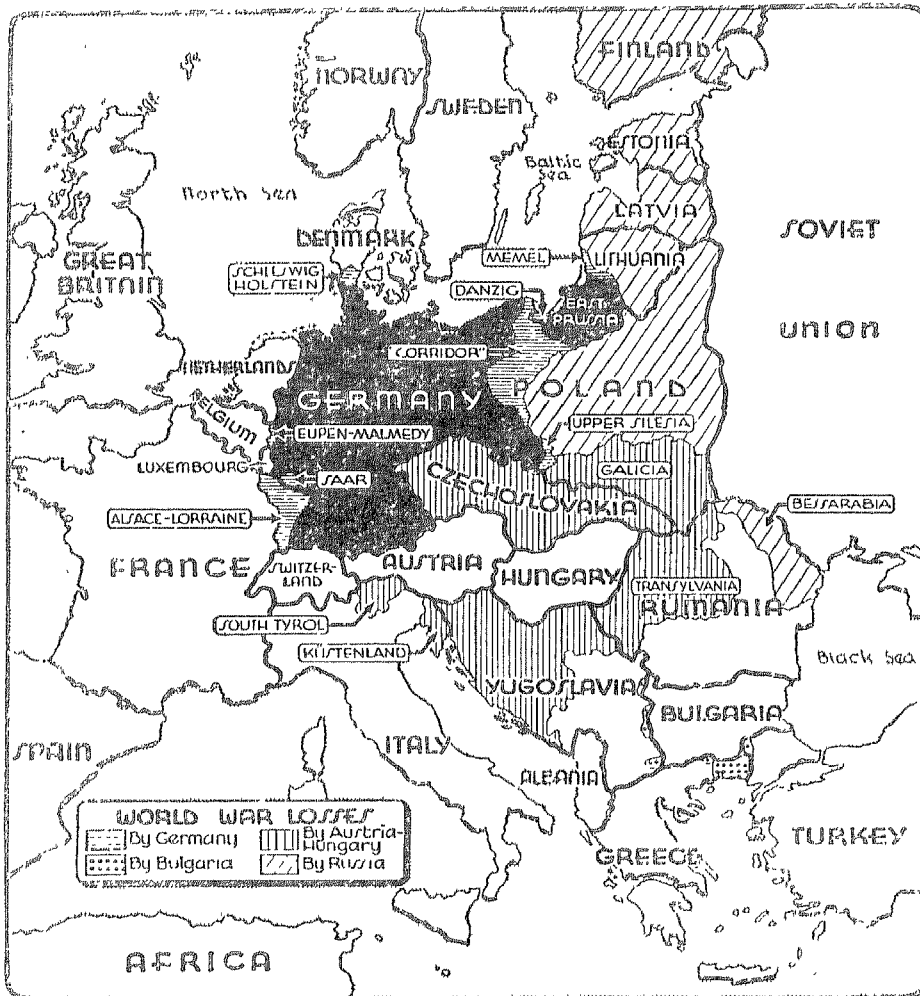 FINLAND
NORWAY
SWEDEN
ESTONIA
Baltic
Sea
North Sea
LATVIA
SOVIET
DENMARK
MEMEL
LITHUANIA
GREAT
BRITAIN
SCHLSWIG
HOLSTEIN
DANZIG
EAST
PRUSSIA
UNION
"CORRIDOR"
NETHERLANDS
POLAND
GERMANY
BELGIUM
UPPER SILESIA
EUPEN-MALMEDY
LUXEMBOURG
SAAR
GALICIA
CZECHOSLOVAKIA
BESSARABIA
ALSACE-LORRAINE
FRANCE
SWITZER-
LAND
AUSTRIA
HUNGARY
TRANSYLVANIA
RUMANIA
SOUTH TYROL
KÜSTENLAND
Black Sea
YUGOSLAVIA
BULGARIA
SPAIN
ITALY
ALBANIA
WORLD WAR LOSSES
By Germany
By Austria-
Hungary
By Bulgaria
By Russia
TURKEY
GREECE
AFRICA